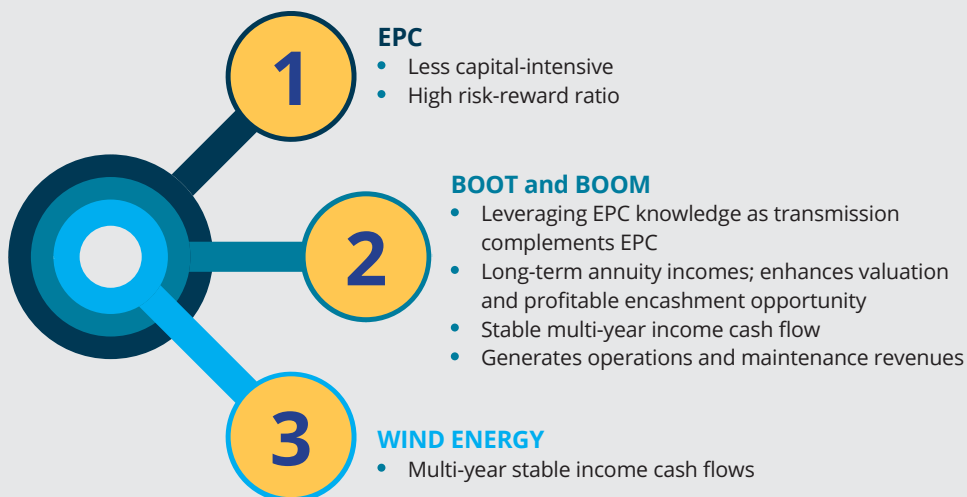 1
EPC
• Less capital-intensive
• High risk-reward ratio
2
BOOT and BOOM
• Leveraging EPC knowledge as transmission
complements EPC
• Long-term annuity incomes; enhances valuation
and profitable encashment opportunity
• Stable multi-year income cash flow
• Generates operations and maintenance revenues
3
WIND ENERGY
• Multi-year stable income cash flows